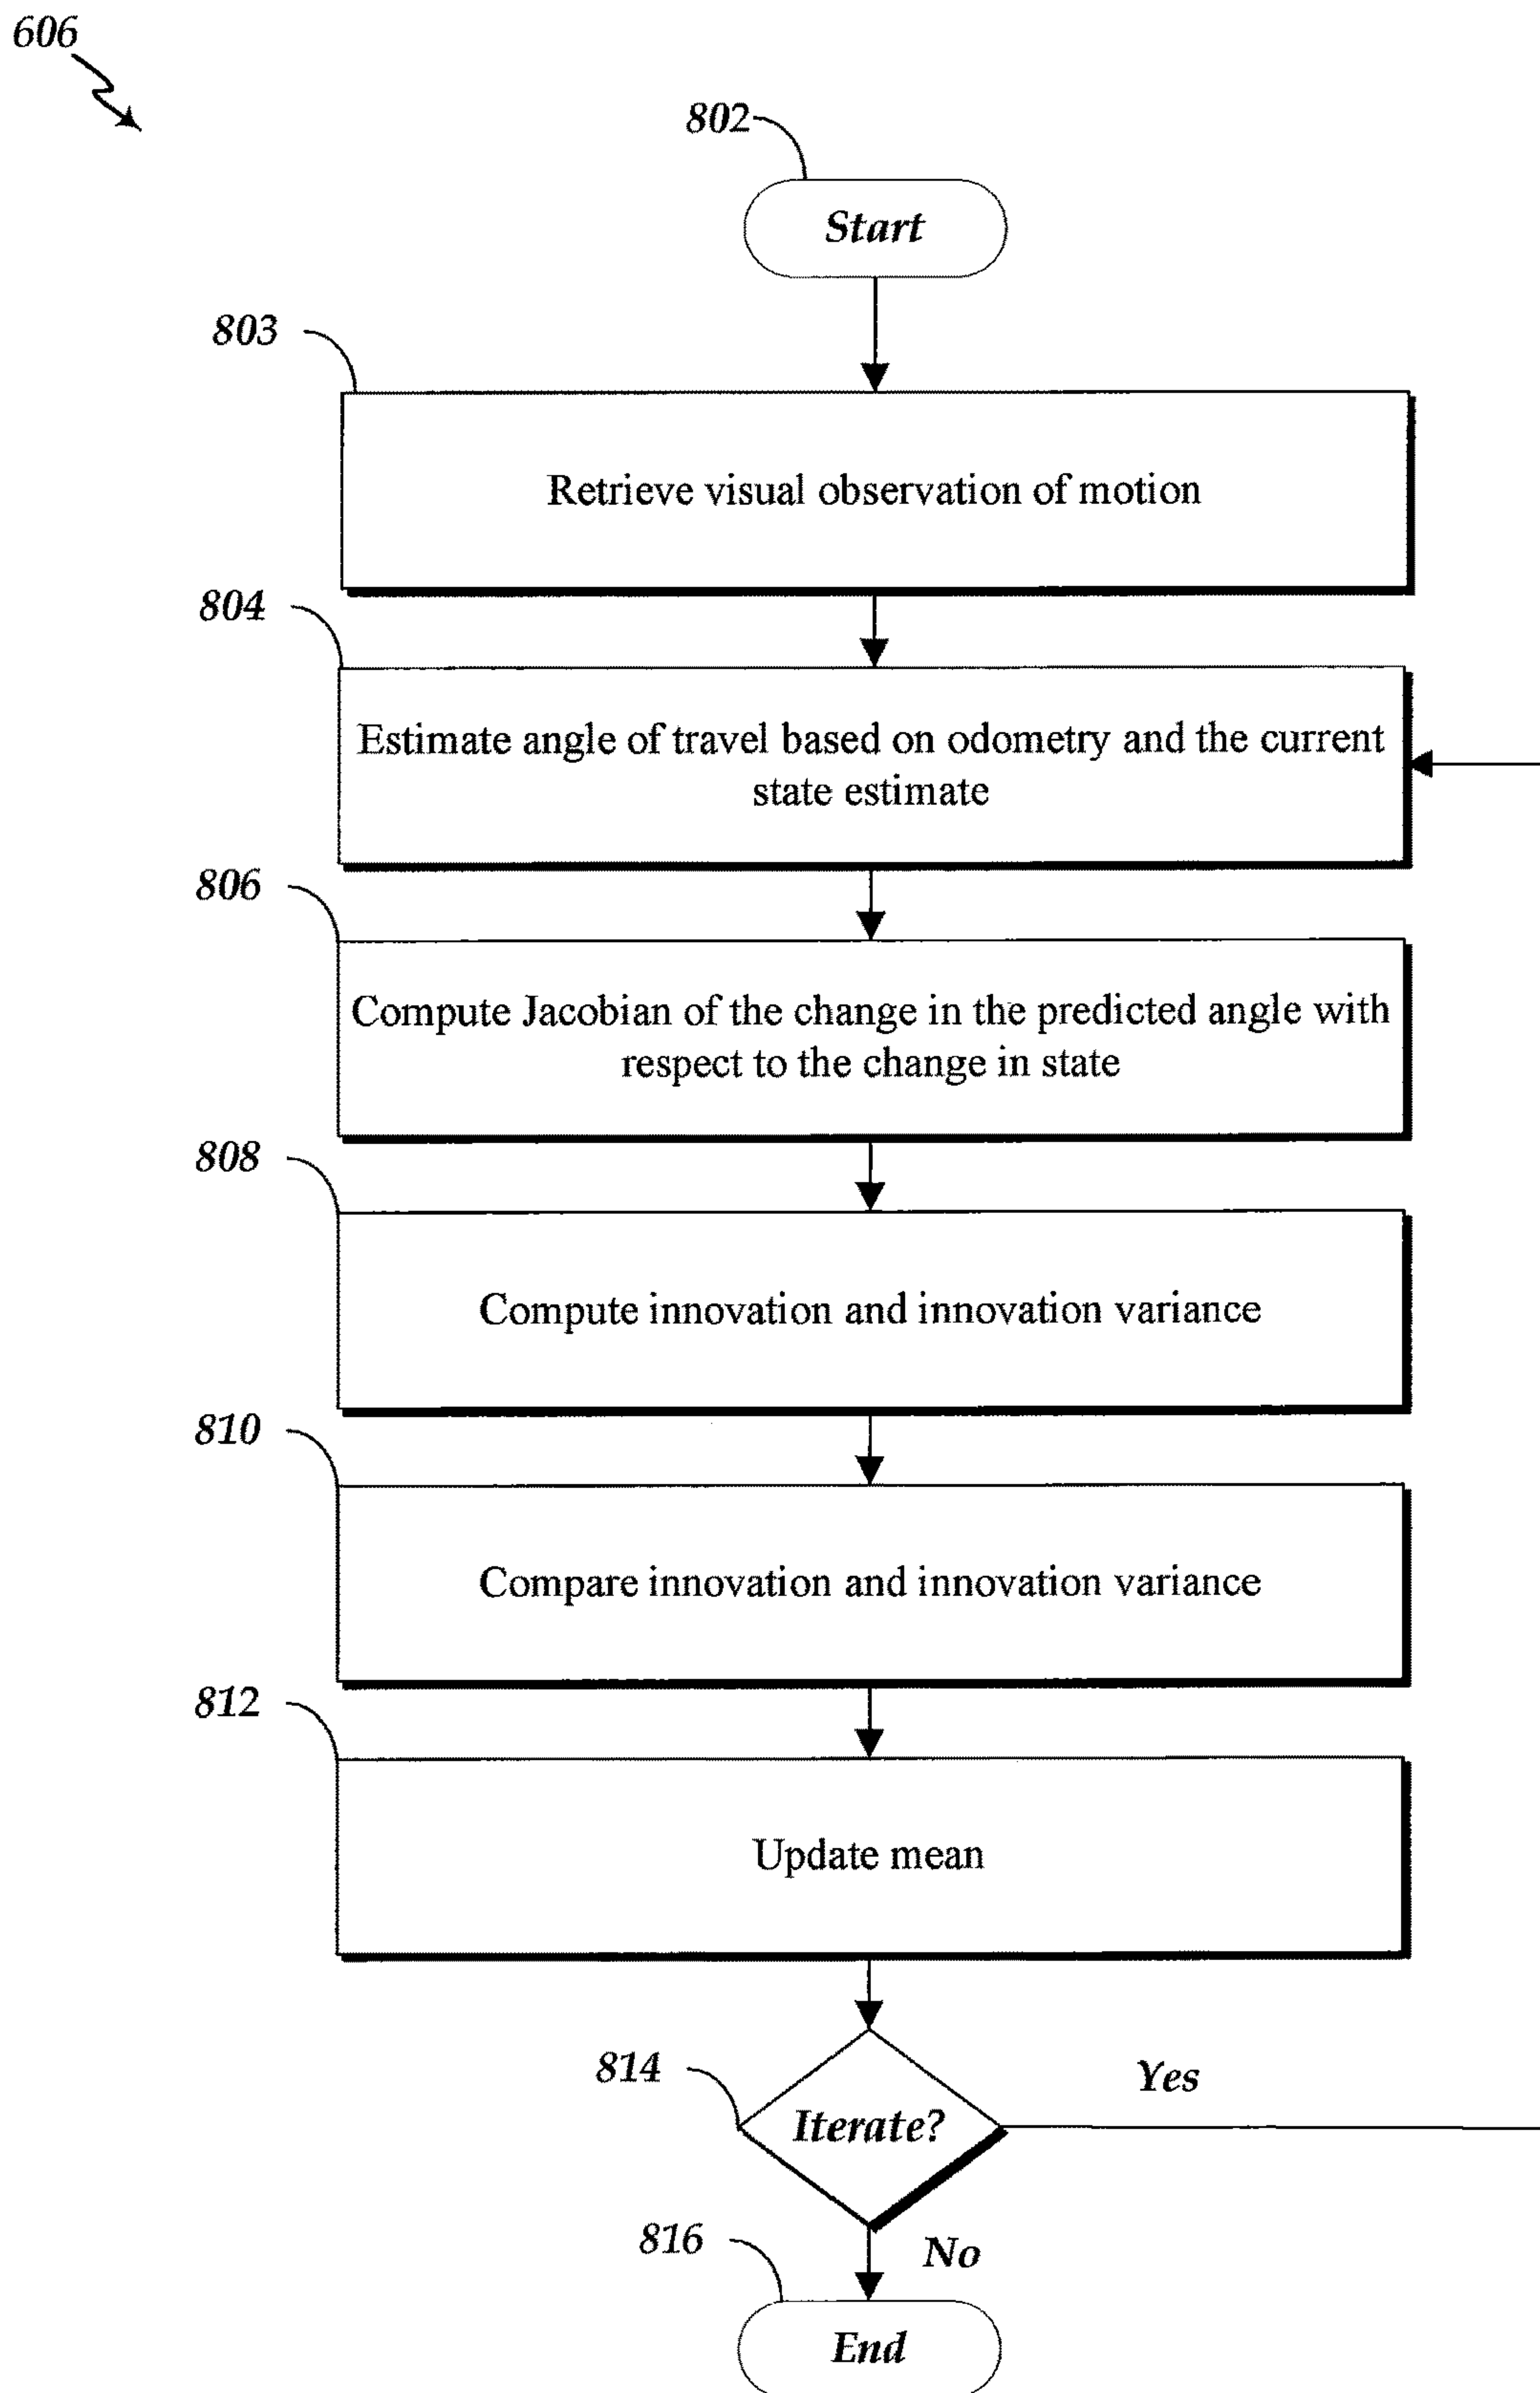 606
802
Start
803
Retrieve visual observation of motion
804
Estimate angle of travel based on odometry and the current
state estimate
806
Compute Jacobian of the change in the predicted angle with
respect to the change in state
808
Compute innovation and innovation variance
810
Compare innovation and innovation variance
812
Update mean
814
Iterate?
Yes
816
No
End